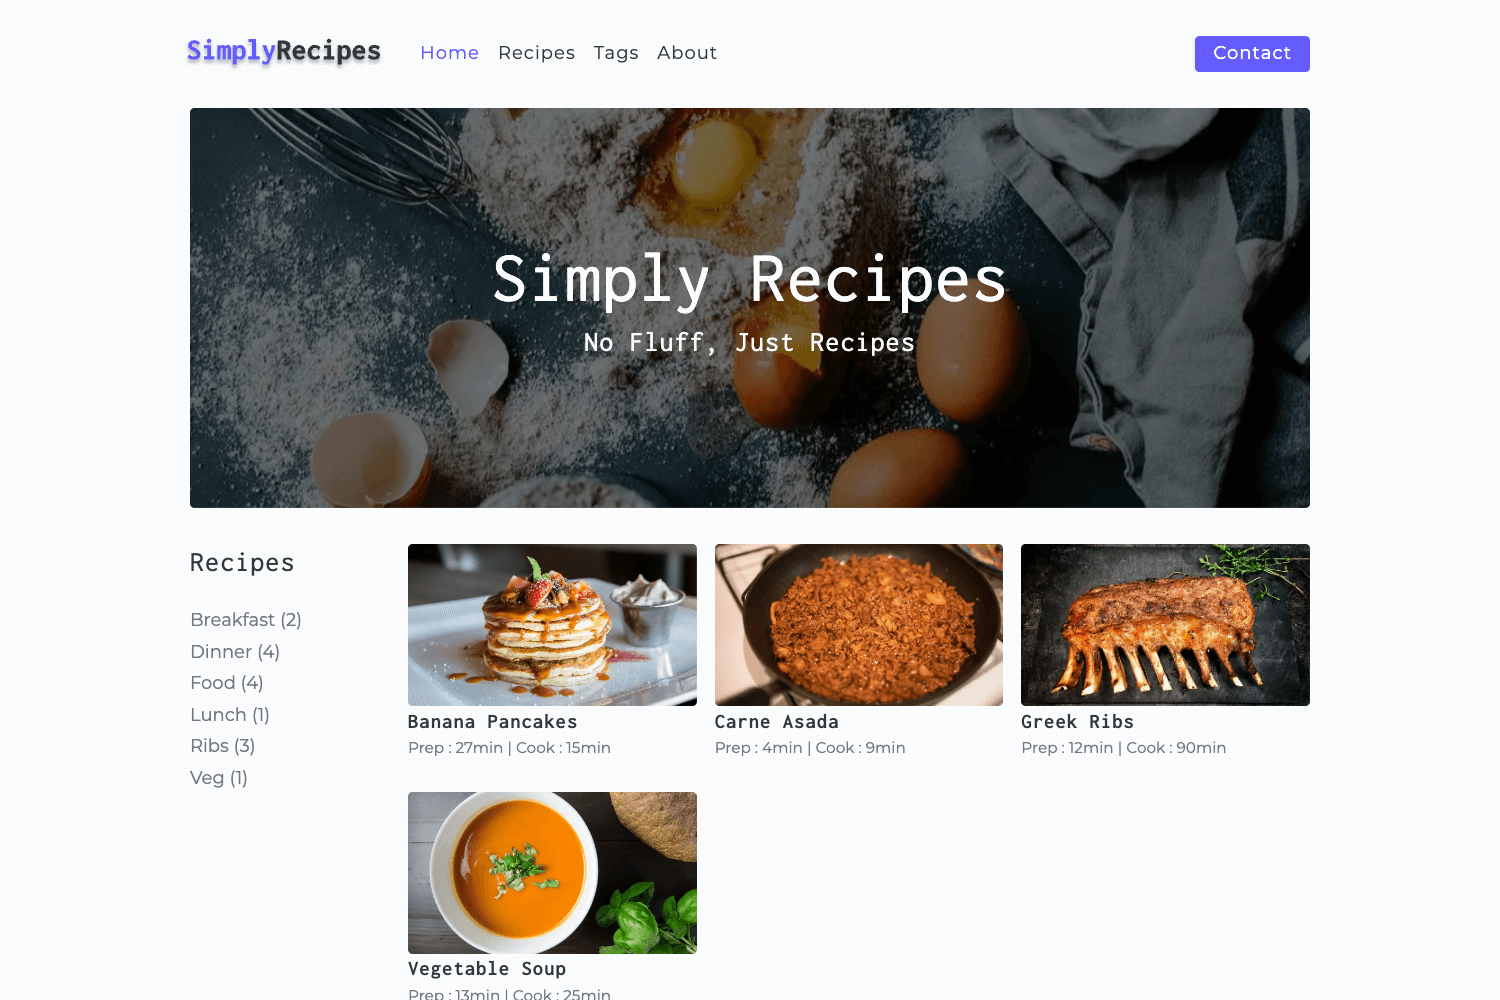 SimplyRecipes Home Recipes Tags About Contact
Simply Recipes
No Fluff, Just Recipes
Recipes
Breakfast (2)
Dinner (4)
Food (4)
Lunch (1)
Ribs (3)
Veg (1)
Banana Pancakes
Prep : 27min | Cook : 15min
Carne Asada
Prep : 4min | Cook : 9min
Greek Ribs
Prep : 12min | Cook : 90min
Vegetable Soup
Prep : 13min | Cook : 25min